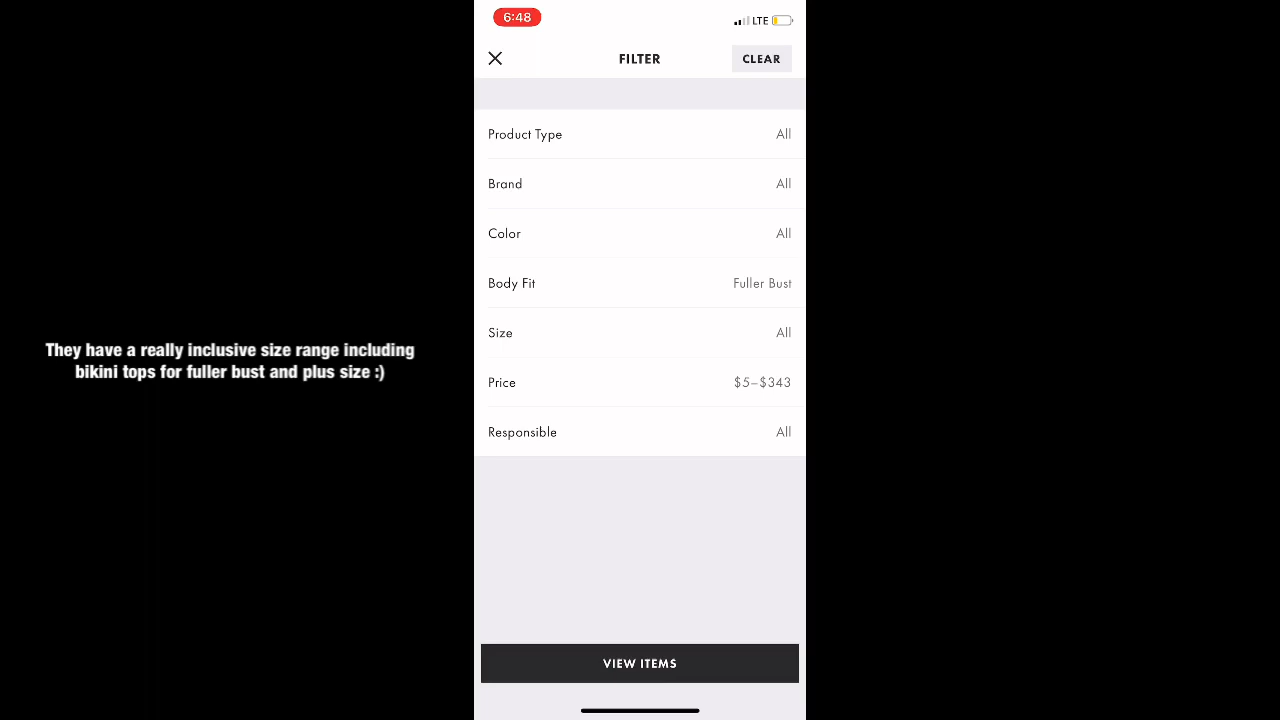 6:48
LTE
FILTER
CLEAR
Product Type All
Brand All
Color All
Body Fit Fuller Bust
Size All
Price $5–$343
Responsible All
They have a really inclusive size range including
bikini tops for fuller bust and plus size :)
VIEW ITEMS